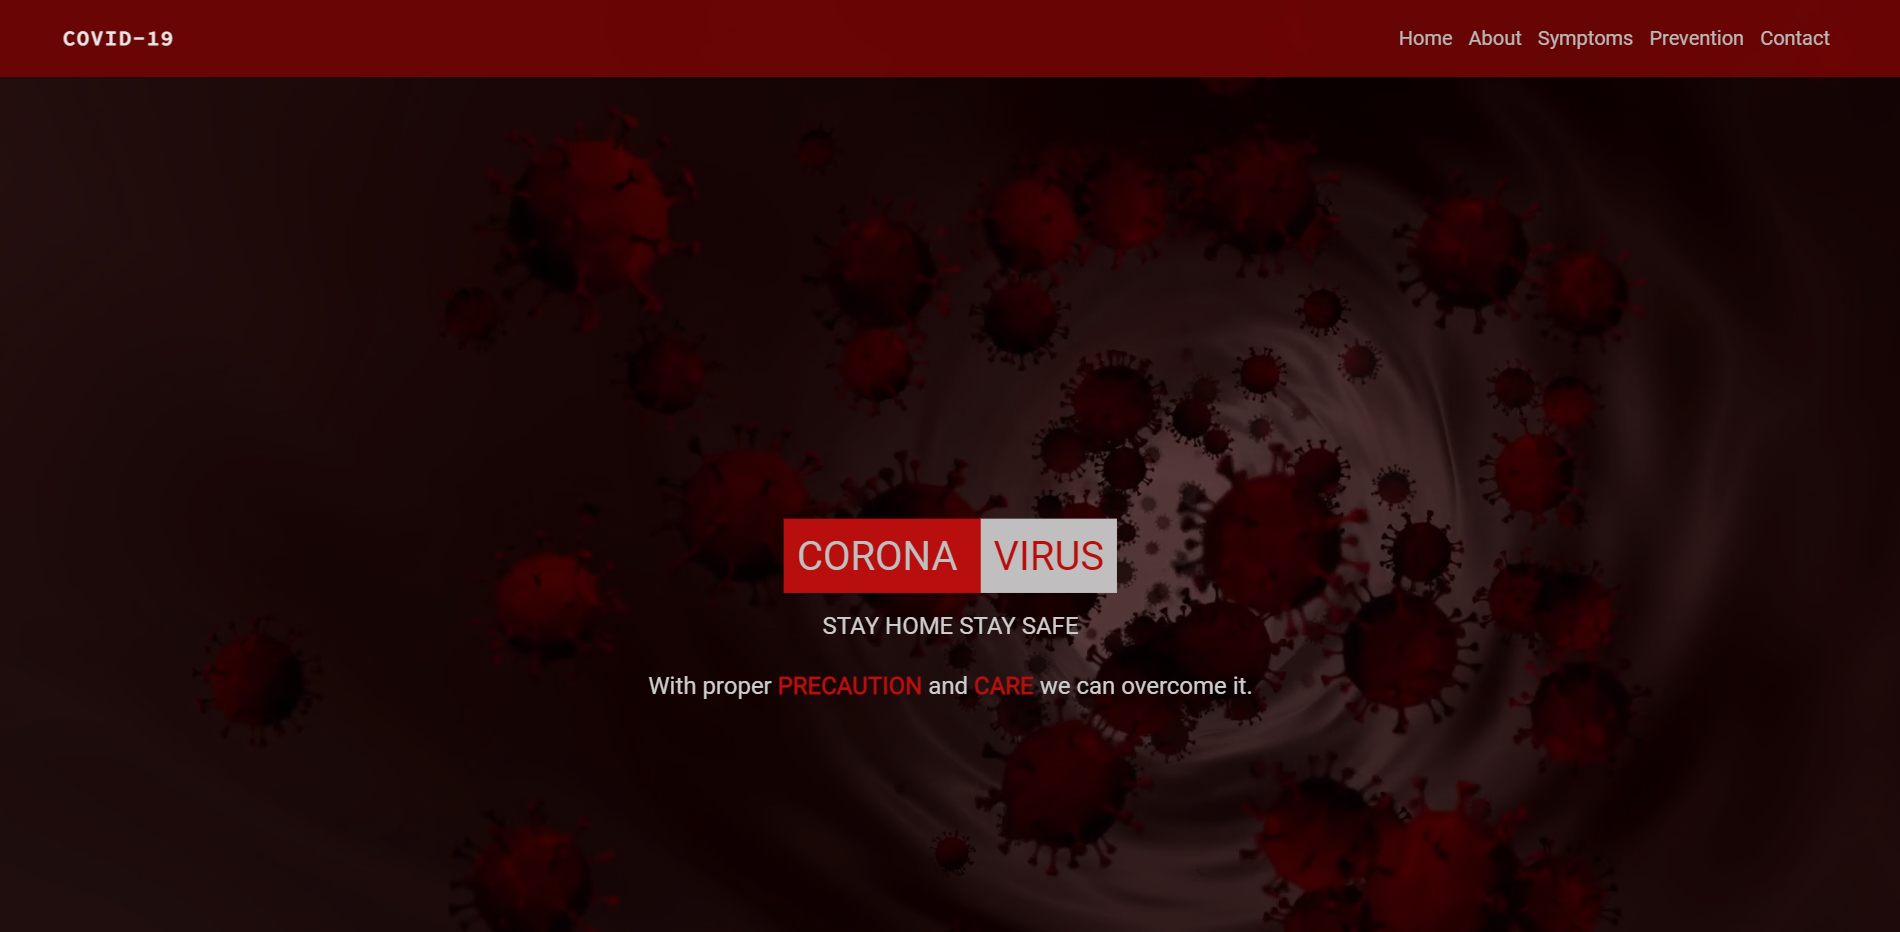 COVID-19
Home About Symptoms Prevention Contact
CORONA VIRUS
STAY HOME STAY SAFE
With proper PRECAUTION and CARE we can overcome it.